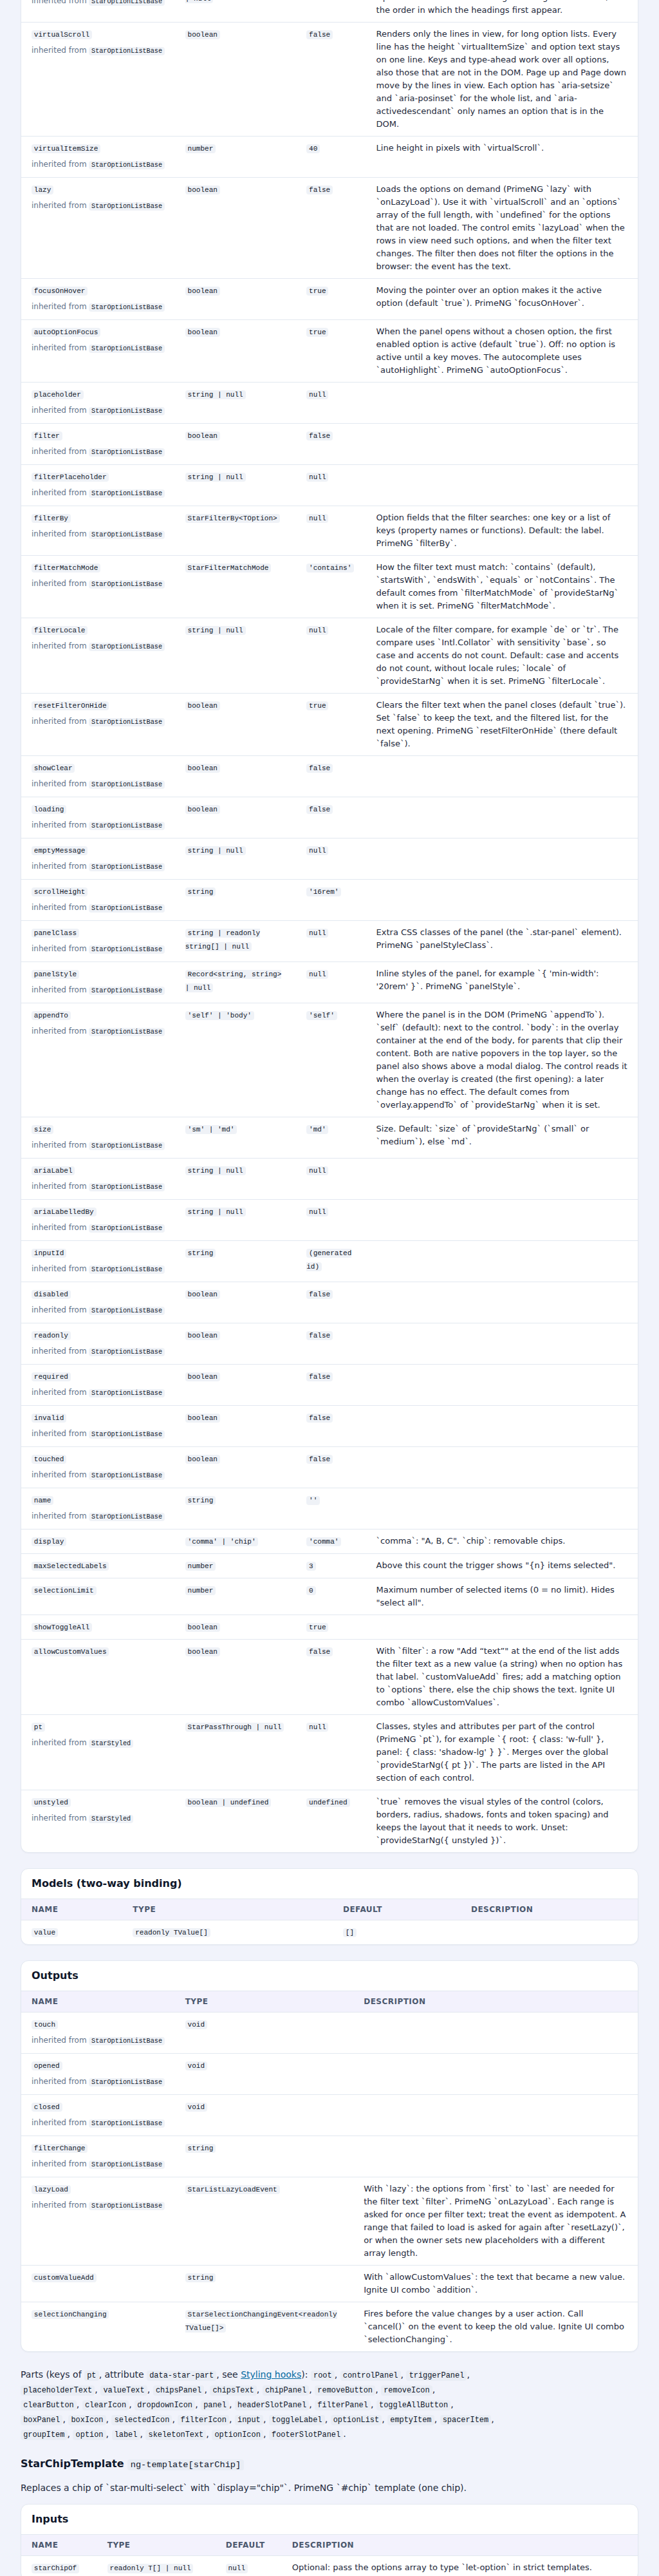 inherited from StarOptionListBase
the order in which the headings first appear.
virtualScroll boolean false Renders only the lines in view, for long option lists. Every
inherited from StarOptionListBase line has the height `virtualItemSize` and option text stays
on one line. Keys and type-ahead work over all options,
also those that are not in the DOM. Page up and Page down
move by the lines in view. Each option has `aria-setsize`
and `aria-posinset` for the whole list, and `aria-
activedescendant` only names an option that is in the
DOM.
virtualItemSize number 40 Line height in pixels with `virtualScroll`.
inherited from StarOptionListBase
lazy boolean false Loads the options on demand (PrimeNG `lazy` with
inherited from StarOptionListBase `onLazyLoad`). Use it with `virtualScroll` and an `options`
array of the full length, with `undefined` for the options
that are not loaded. The control emits `lazyLoad` when the
rows in view need such options, and when the filter text
changes. The filter then does not filter the options in the
browser: the event has the text.
focusOnHover boolean true Moving the pointer over an option makes it the active
inherited from StarOptionListBase option (default `true`). PrimeNG `focusOnHover`.
autoOptionFocus boolean true When the panel opens without a chosen option, the first
inherited from StarOptionListBase enabled option is active (default `true`). Off: no option is
active until a key moves. The autocomplete uses
`autoHighlight`. PrimeNG `autoOptionFocus`.
placeholder string | null null
inherited from StarOptionListBase
filter boolean false
inherited from StarOptionListBase
filterPlaceholder string | null null
inherited from StarOptionListBase
filterBy StarFilterBy<TOption> null Option fields that the filter searches: one key or a list of
inherited from StarOptionListBase keys (property names or functions). Default: the label.
PrimeNG `filterBy`.
filterMatchMode StarFilterMatchMode 'contains' How the filter text must match: `contains` (default),
inherited from StarOptionListBase `startsWith`, `endsWith`, `equals` or `notContains`. The
default comes from `filterMatchMode` of `provideStarNg`
when it is set. PrimeNG `filterMatchMode`.
filterLocale string | null null Locale of the filter compare, for example `de` or `tr`. The
inherited from StarOptionListBase compare uses `Intl.Collator` with sensitivity `base`, so
case and accents do not count. Default: case and accents
do not count, without locale rules; `locale` of
`provideStarNg` when it is set. PrimeNG `filterLocale`.
resetFilterOnHide boolean true Clears the filter text when the panel closes (default `true`).
inherited from StarOptionListBase Set `false` to keep the text, and the filtered list, for the
next opening. PrimeNG `resetFilterOnHide` (there default
`false`).
showClear boolean false
inherited from StarOptionListBase
loading boolean false
inherited from StarOptionListBase
emptyMessage string | null null
inherited from StarOptionListBase
scrollHeight string '16rem'
inherited from StarOptionListBase
panelClass string | readonly null Extra CSS classes of the panel (the `.star-panel` element).
inherited from StarOptionListBase string[] | null PrimeNG `panelStyleClass`.
panelStyle Record<string, string> null Inline styles of the panel, for example `{ 'min-width':
inherited from StarOptionListBase | null '20rem' }`. PrimeNG `panelStyle`.
appendTo 'self' | 'body' 'self' Where the panel is in the DOM (PrimeNG `appendTo`).
inherited from StarOptionListBase `self` (default): next to the control. `body`: in the overlay
container at the end of the body, for parents that clip their
content. Both are native popovers in the top layer, so the
panel also shows above a modal dialog. The control reads it
when the overlay is created (the first opening): a later
change has no effect. The default comes from
`overlay.appendTo` of `provideStarNg` when it is set.
size 'sm' | 'md' 'md' Size. Default: `size` of `provideStarNg` (`small` or
inherited from StarOptionListBase `medium`), else `md`.
ariaLabel string | null null
inherited from StarOptionListBase
ariaLabelledBy string | null null
inherited from StarOptionListBase
inputId string (generated
inherited from StarOptionListBase id)
disabled boolean false
inherited from StarOptionListBase
readonly boolean false
inherited from StarOptionListBase
required boolean false
inherited from StarOptionListBase
invalid boolean false
inherited from StarOptionListBase
touched boolean false
inherited from StarOptionListBase
name string ''
inherited from StarOptionListBase
display 'comma' | 'chip' 'comma' `comma`: "A, B, C". `chip`: removable chips.
maxSelectedLabels number 3 Above this count the trigger shows "{n} items selected".
selectionLimit number 0 Maximum number of selected items (0 = no limit). Hides
"select all".
showToggleAll boolean true
allowCustomValues boolean false With `filter`: a row "Add “text”" at the end of the list adds
the filter text as a new value (a string) when no option has
that label. `customValueAdd` fires; add a matching option
to `options` there, else the chip shows the text. Ignite UI
combo `allowCustomValues`.
pt StarPassThrough | null null Classes, styles and attributes per part of the control
inherited from StarStyled (PrimeNG `pt`), for example `{ root: { class: 'w-full' },
panel: { class: 'shadow-lg' } }`. Merges over the global
`provideStarNg({ pt })`. The parts are listed in the API
section of each control.
unstyled boolean | undefined undefined `true` removes the visual styles of the control (colors,
inherited from StarStyled borders, radius, shadows, fonts and token spacing) and
keeps the layout that it needs to work. Unset:
`provideStarNg({ unstyled })`.
Models (two-way binding)
NAME TYPE DEFAULT DESCRIPTION
value readonly TValue[] []
Outputs
NAME TYPE DESCRIPTION
touch void
inherited from StarOptionListBase
opened void
inherited from StarOptionListBase
closed void
inherited from StarOptionListBase
filterChange string
inherited from StarOptionListBase
lazyLoad StarListLazyLoadEvent With `lazy`: the options from `first` to `last` are needed for
inherited from StarOptionListBase the filter text `filter`. PrimeNG `onLazyLoad`. Each range is
asked for once per filter text; treat the event as idempotent. A
range that failed to load is asked for again after `resetLazy()`,
or when the owner sets new placeholders with a different
array length.
customValueAdd string With `allowCustomValues`: the text that became a new value.
Ignite UI combo `addition`.
selectionChanging StarSelectionChangingEvent<readonly Fires before the value changes by a user action. Call
TValue[]> `cancel()` on the event to keep the old value. Ignite UI combo
`selectionChanging`.
Parts (keys of pt, attribute data-star-part, see Styling hooks): root, controlPanel, triggerPanel,
placeholderText, valueText, chipsPanel, chipsText, chipPanel, removeButton, removeIcon,
clearButton, clearIcon, dropdownIcon, panel, headerSlotPanel, filterPanel, toggleAllButton,
boxPanel, boxIcon, selectedIcon, filterIcon, input, toggleLabel, optionList, emptyItem, spacerItem,
groupItem, option, label, skeletonText, optionIcon, footerSlotPanel.
StarChipTemplate ng-template[starChip]
Replaces a chip of `star-multi-select` with `display="chip"`. PrimeNG `#chip` template (one chip).
Inputs
NAME TYPE DEFAULT DESCRIPTION
starChipOf readonly T[] | null null Optional: pass the options array to type `let-option` in strict templates.